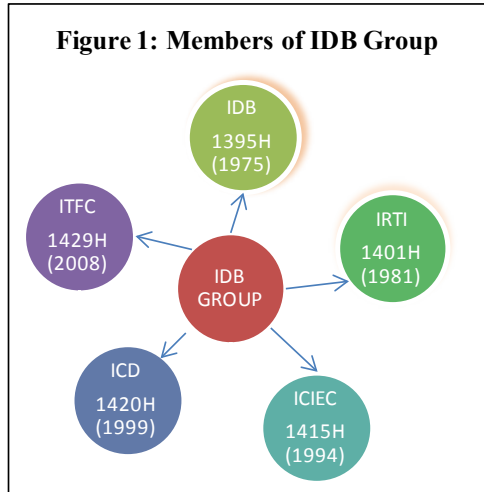 Figure 1: Members of IDB Group
IDB
1395H
(1975)
IRTI
1401H
(1981)
ICIEC
1415H
(1994)
ICD
1420H
(1999)
ITFC
1429H
(2008)
IDB
GROUP